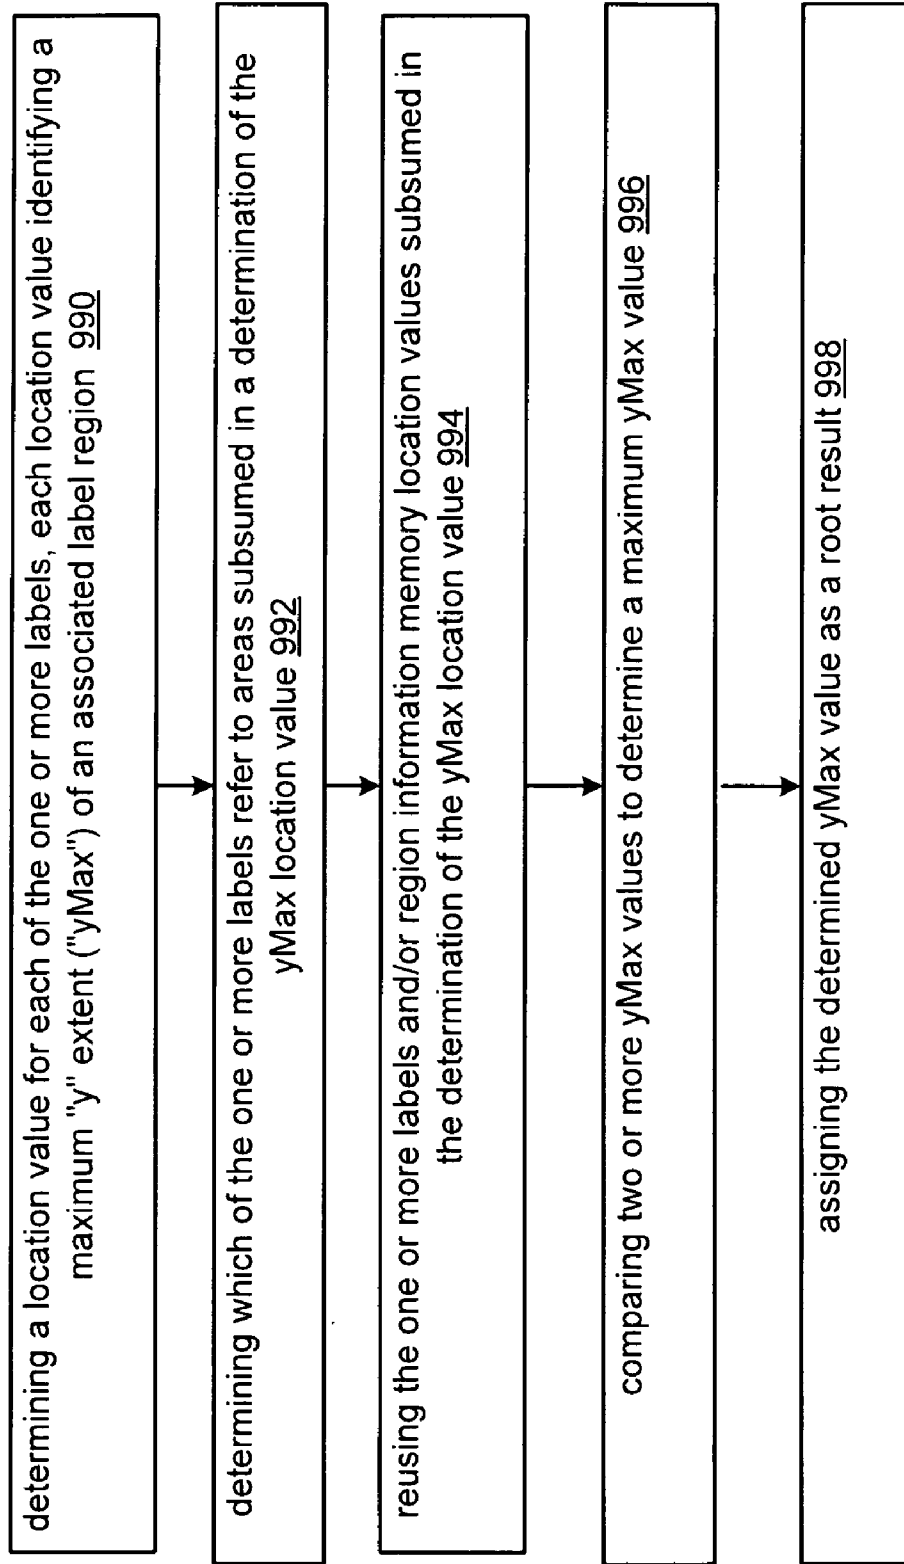 determining a location value for each of the one or more labels, each location value identifying a
maximum "y" extent ("yMax") of an associated label region 990
determining which of the one or more labels refer to areas subsumed in a determination of the
yMax location value 992
reusing the one or more labels and/or region information memory location values subsumed in
the determination of the yMax location value 994
comparing two or more yMax values to determine a maximum yMax value 996
assigning the determined yMax value as a root result 998